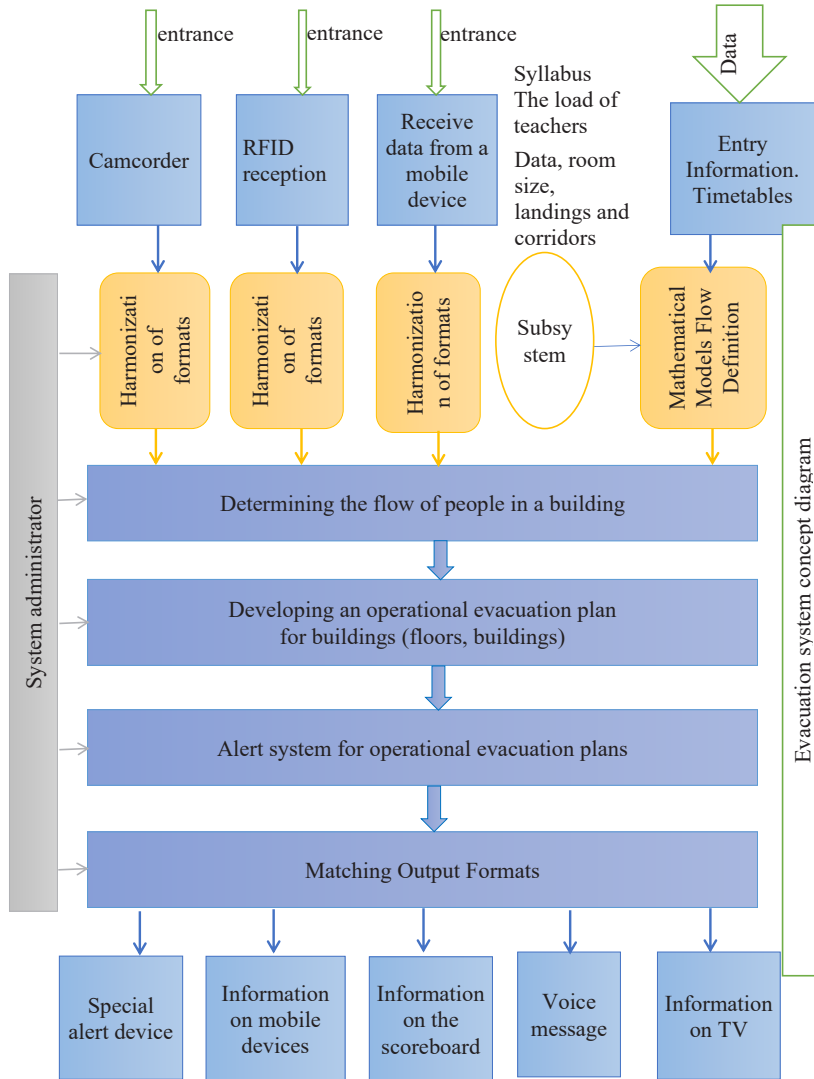 entrance
entrance
entrance
Data
Camcorder
RFID
reception
Receive
data from a
mobile
device
Syllabus
The load of
teachers
Data, room
size,
landings and
corridors
Entry
Information.
Timetables
Harmonizati
on of
formats
Harmonizati
on of
formats
Harmonizatio
n of formats
Subsy
stem
Mathematical
Models Flow
Definition
System administrator
Evacuation system concept diagram
Determining the flow of people in a building
Developing an operational evacuation plan
for buildings (floors, buildings)
Alert system for operational evacuation plans
Matching Output Formats
Special
alert device
Information
on mobile
devices
Information
on the
scoreboard
Voice
message
Information
on TV